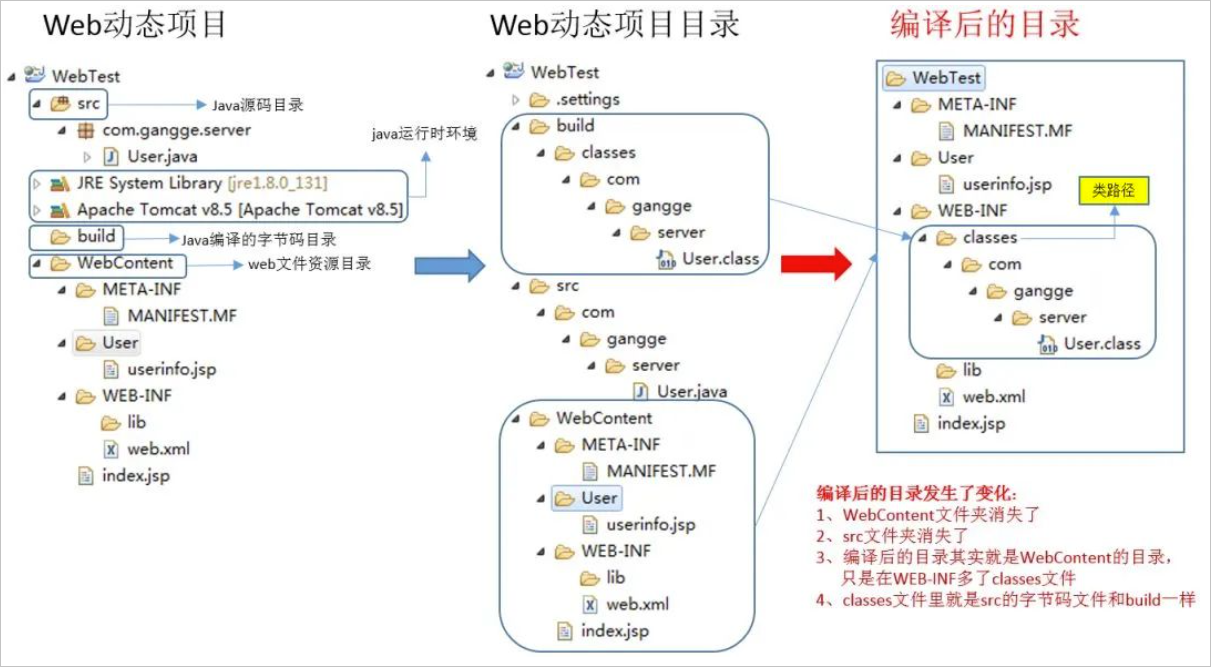 Web动态项目
WebTest
src
Java源码目录
com.gangge.server
User.java
java运行时环境
JRE System Library [jre1.8.0_131]
Apache Tomcat v8.5 [Apache Tomcat v8.5]
build
Java编译的字节码目录
WebContent
web文件资源目录
META-INF
MANIFEST.MF
User
userinfo.jsp
WEB-INF
lib
web.xml
index.jsp
Web动态项目目录
WebTest
.settings
build
classes
com
gangge
server
User.class
src
com
gangge
server
User.java
WebContent
META-INF
MANIFEST.MF
User
userinfo.jsp
WEB-INF
lib
web.xml
index.jsp
编译后的目录
WebTest
META-INF
MANIFEST.MF
User
userinfo.jsp
类路径
WEB-INF
classes
com
gangge
server
User.class
lib
web.xml
index.jsp
编译后的目录发生了变化:
1、WebContent文件夹消失了
2、src文件夹消失了
3、编译后的目录其实就是WebContent的目录,
只是在WEB-INF多了classes文件
4、classes文件里就是src的字节码文件和build一样